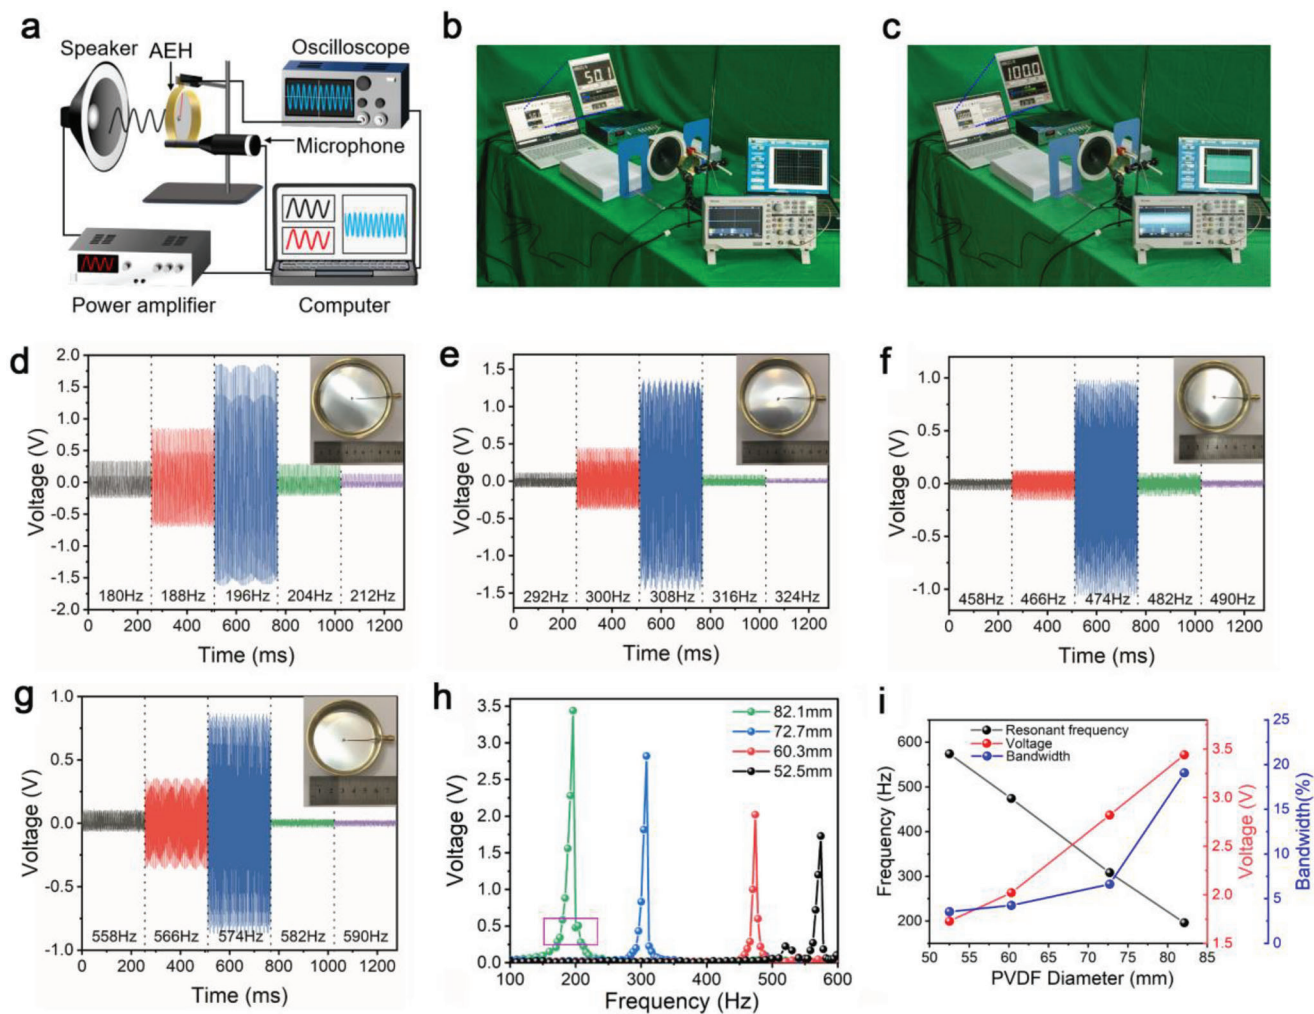 a
Speaker
AEH
Oscilloscope
Microphone
Power amplifier
Computer
b
50.1
c
100.0
d
Voltage (V)
2.0
1.5
1.0
0.5
0.0
-0.5
-1.0
-1.5
-2.0
180Hz 188Hz 196Hz 204Hz 212Hz
0 200 400 600 800 1000 1200
Time (ms)
e
Voltage (V)
1.5
1.0
0.5
0.0
-0.5
-1.0
-1.5
292Hz 300Hz 308Hz 316Hz 324Hz
0 200 400 600 800 1000 1200
Time (ms)
f
Voltage (V)
1.0
0.5
0.0
-0.5
-1.0
458Hz 466Hz 474Hz 482Hz 490Hz
0 200 400 600 800 1000 1200
Time (ms)
g
Voltage (V)
1.0
0.5
0.0
-0.5
-1.0
558Hz 566Hz 574Hz 582Hz 590Hz
0 200 400 600 800 1000 1200
Time (ms)
h
Voltage (V)
3.5
3.0
2.5
2.0
1.5
1.0
0.5
0.0
82.1mm
72.7mm
60.3mm
52.5mm
100 200 300 400 500 600
Frequency (Hz)
i
Frequency (Hz)
600
500
400
300
200
Resonant frequency
Voltage
Bandwidth
3.5
3.0
2.5
2.0
1.5
Voltage (V)
25
20
15
10
5
0
Bandwidth(%)
50 55 60 65 70 75 80 85
PVDF Diameter (mm)